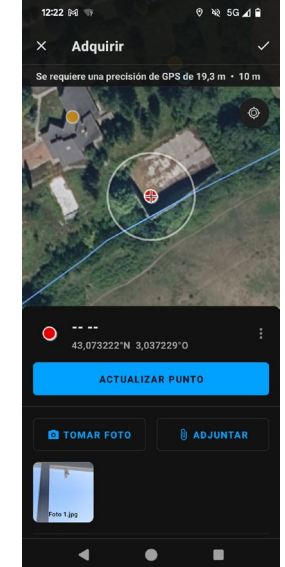 12:22 5G
Adquirir
Se requiere una precisión de GPS de 19,3 m • 10 m
-- --
43,073222°N 3,037229°O
ACTUALIZAR PUNTO
TOMAR FOTO ADJUNTAR
Foto 1.jpg